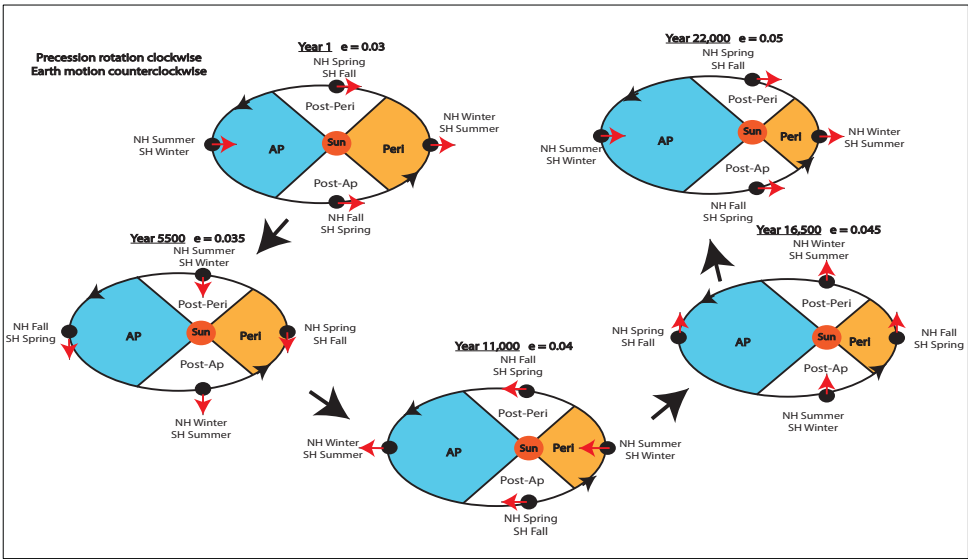 Precession rotation clockwise
Earth motion counterclockwise
Year 1 e = 0.03
NH Spring
SH Fall
Post-Peri
NH Summer
SH Winter
AP
Sun
Peri
NH Winter
SH Summer
Post-Ap
NH Fall
SH Spring
Year 22,000 e = 0.05
NH Spring
SH Fall
Post-Peri
NH Summer
SH Winter
AP
Sun
Peri
NH Winter
SH Summer
Post-Ap
NH Fall
SH Spring
Year 5500 e = 0.035
NH Summer
SH Winter
Post-Peri
NH Fall
SH Spring
AP
Sun
Peri
NH Spring
SH Fall
Post-Ap
NH Winter
SH Summer
Year 11,000 e = 0.04
NH Fall
SH Spring
Post-Peri
NH Winter
SH Summer
AP
Sun
Peri
NH Summer
SH Winter
Post-Ap
NH Spring
SH Fall
Year 16,500 e = 0.045
NH Winter
SH Summer
Post-Peri
NH Spring
SH Fall
AP
Sun
Peri
NH Fall
SH Spring
Post-Ap
NH Summer
SH Winter